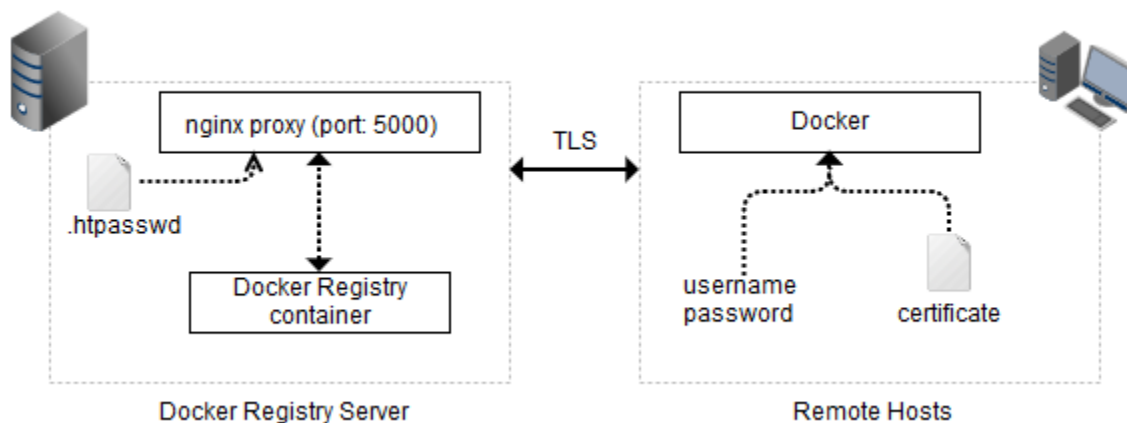 nginx proxy (port: 5000)
.htpasswd
Docker Registry
container
Docker Registry Server
TLS
Docker
username
password
certificate
Remote Hosts